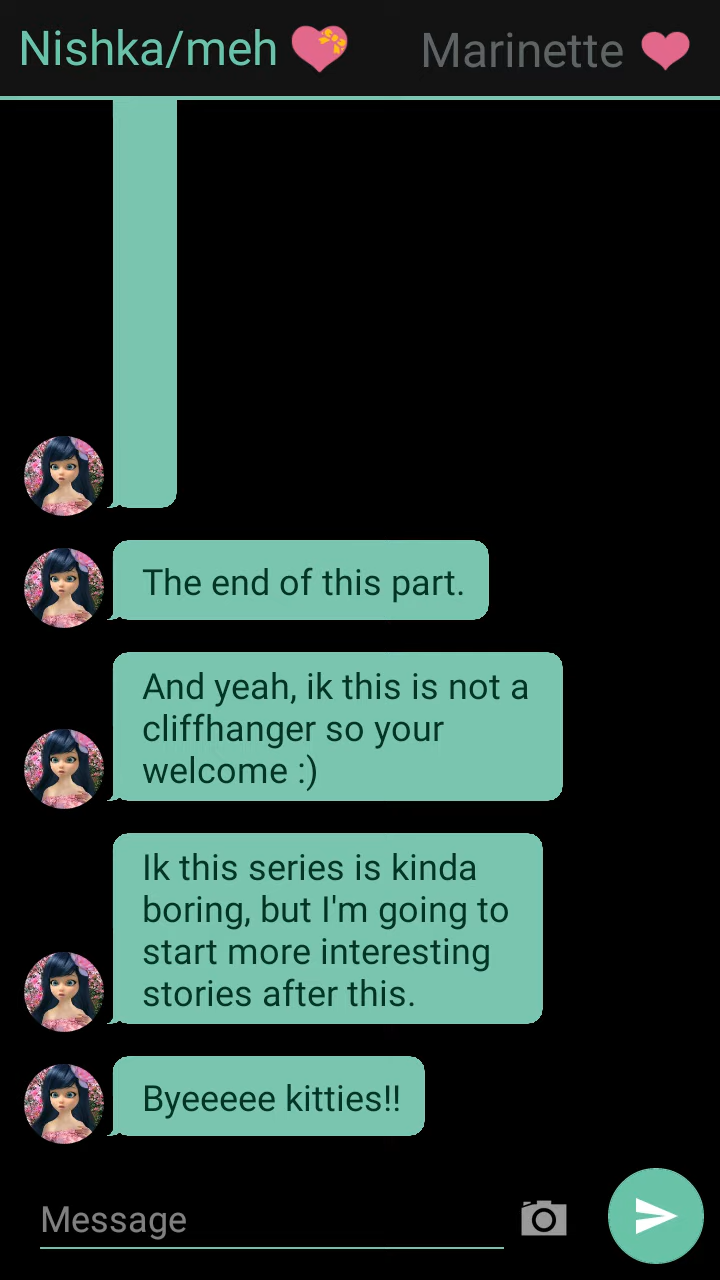 Nishka/meh 💝 Marinette ❤️
The end of this part.
And yeah, ik this is not a
cliffhanger so your
welcome :)
Ik this series is kinda
boring, but I'm going to
start more interesting
stories after this.
Byeeeee kitties!!
Message